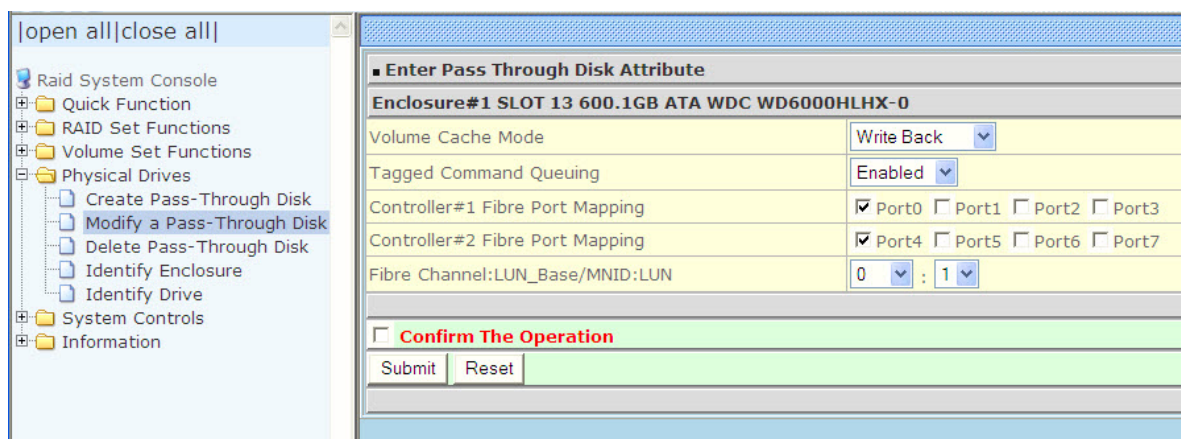 |open all|close all|
Raid System Console
Quick Function
RAID Set Functions
Volume Set Functions
Physical Drives
Create Pass-Through Disk
Modify a Pass-Through Disk
Delete Pass-Through Disk
Identify Enclosure
Identify Drive
System Controls
Information
Enter Pass Through Disk Attribute
Enclosure#1 SLOT 13 600.1GB ATA WDC WD6000HLHX-0
Volume Cache Mode Write Back
Tagged Command Queuing Enabled
Controller#1 Fibre Port Mapping Port0 Port1 Port2 Port3
Controller#2 Fibre Port Mapping Port4 Port5 Port6 Port7
Fibre Channel:LUN_Base/MNID:LUN 0 : 1
Confirm The Operation
Submit Reset